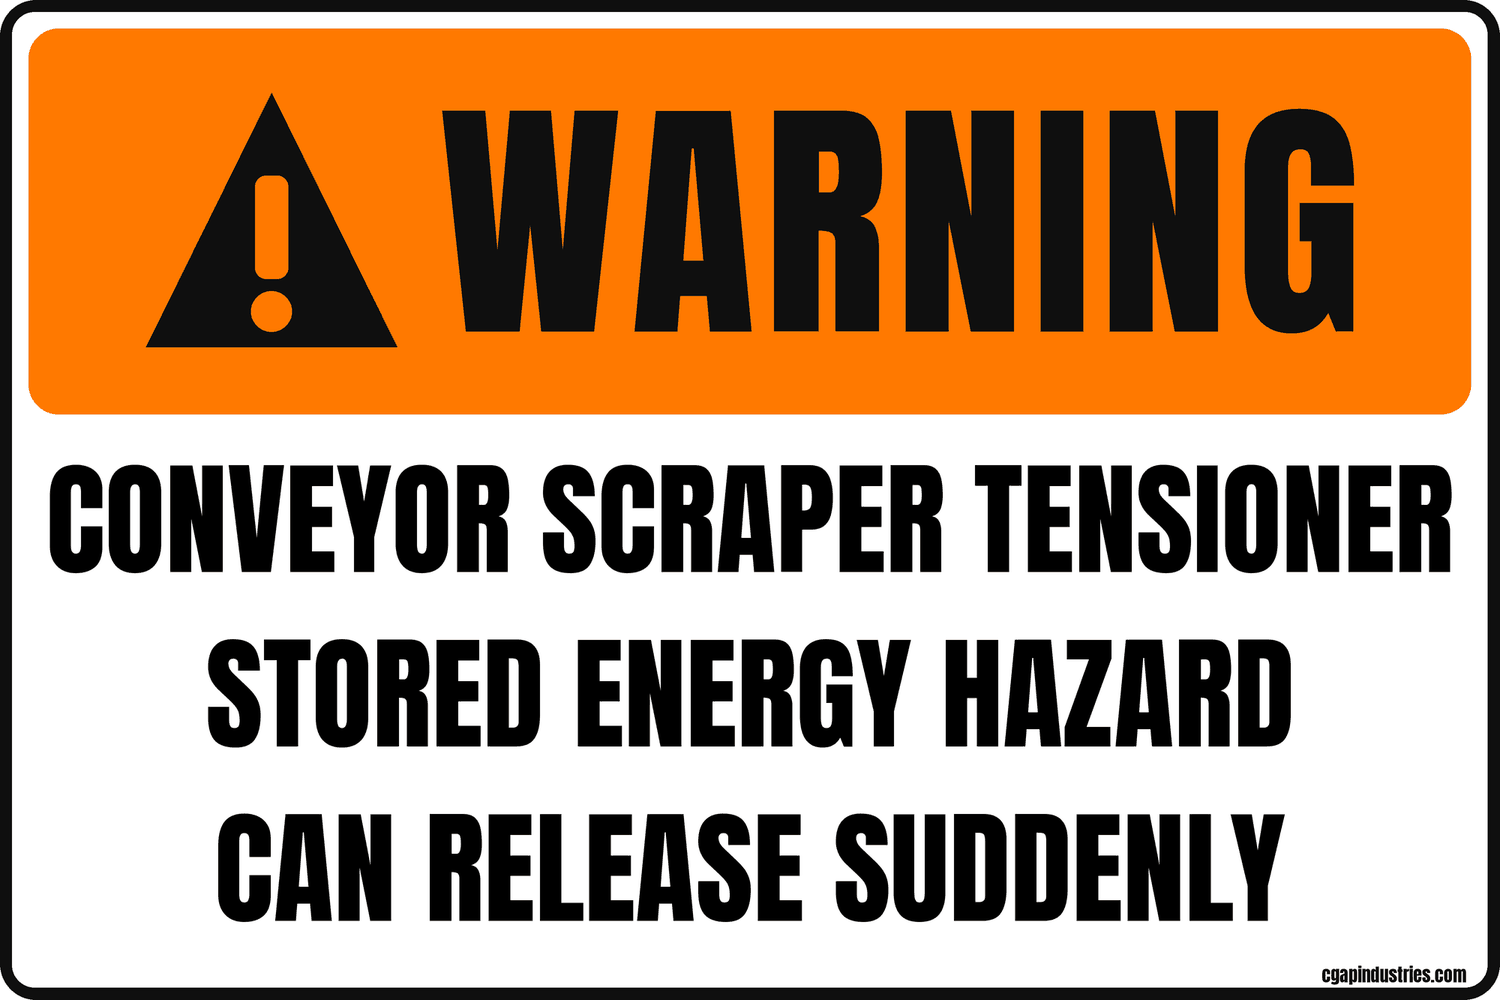 WARNING
CONVEYOR SCRAPER TENSIONER
STORED ENERGY HAZARD
CAN RELEASE SUDDENLY
cgapindustries.com